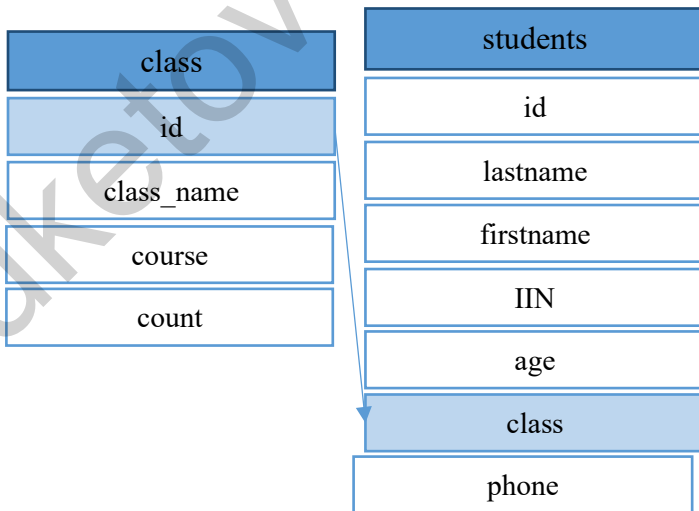 class
id
class_name
course
count
students
id
lastname
firstname
IIN
age
class
phone